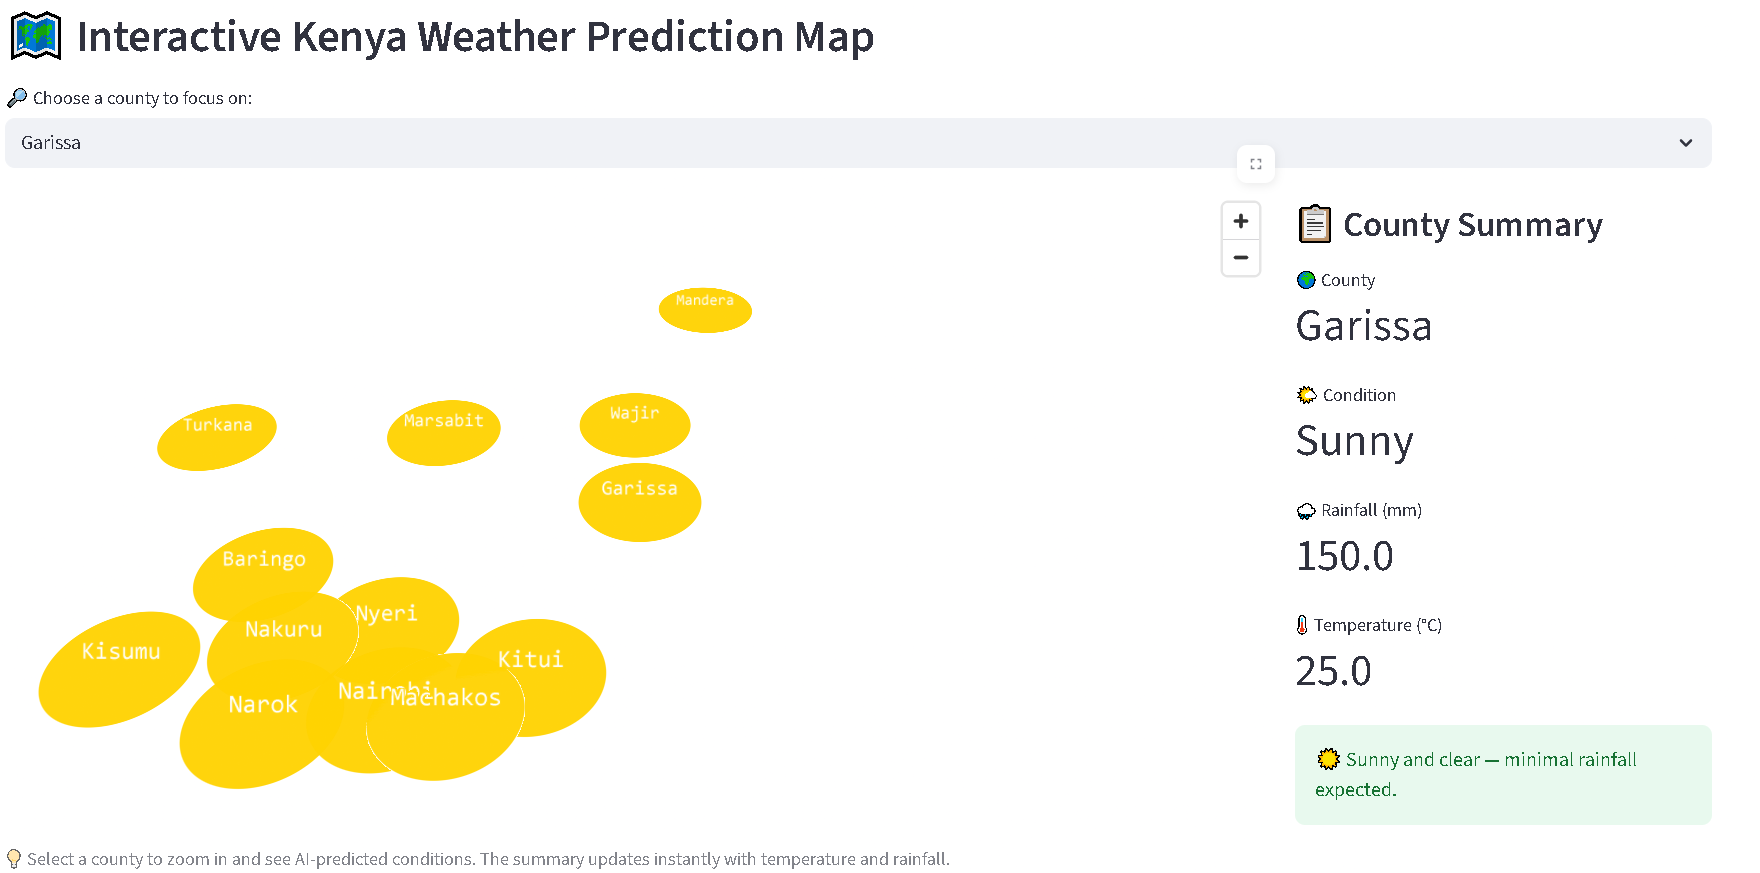 Interactive Kenya Weather Prediction Map
Choose a county to focus on:
Garissa
+
−
Mandera
Turkana
Marsabit
Wajir
Garissa
Baringo
Nyeri
Nakuru
Kisumu
Kitui
Narok
Nairobi
Machakos
County Summary
County
Garissa
Condition
Sunny
Rainfall (mm)
150.0
Temperature (°C)
25.0
Sunny and clear — minimal rainfall
expected.
Select a county to zoom in and see AI-predicted conditions. The summary updates instantly with temperature and rainfall.